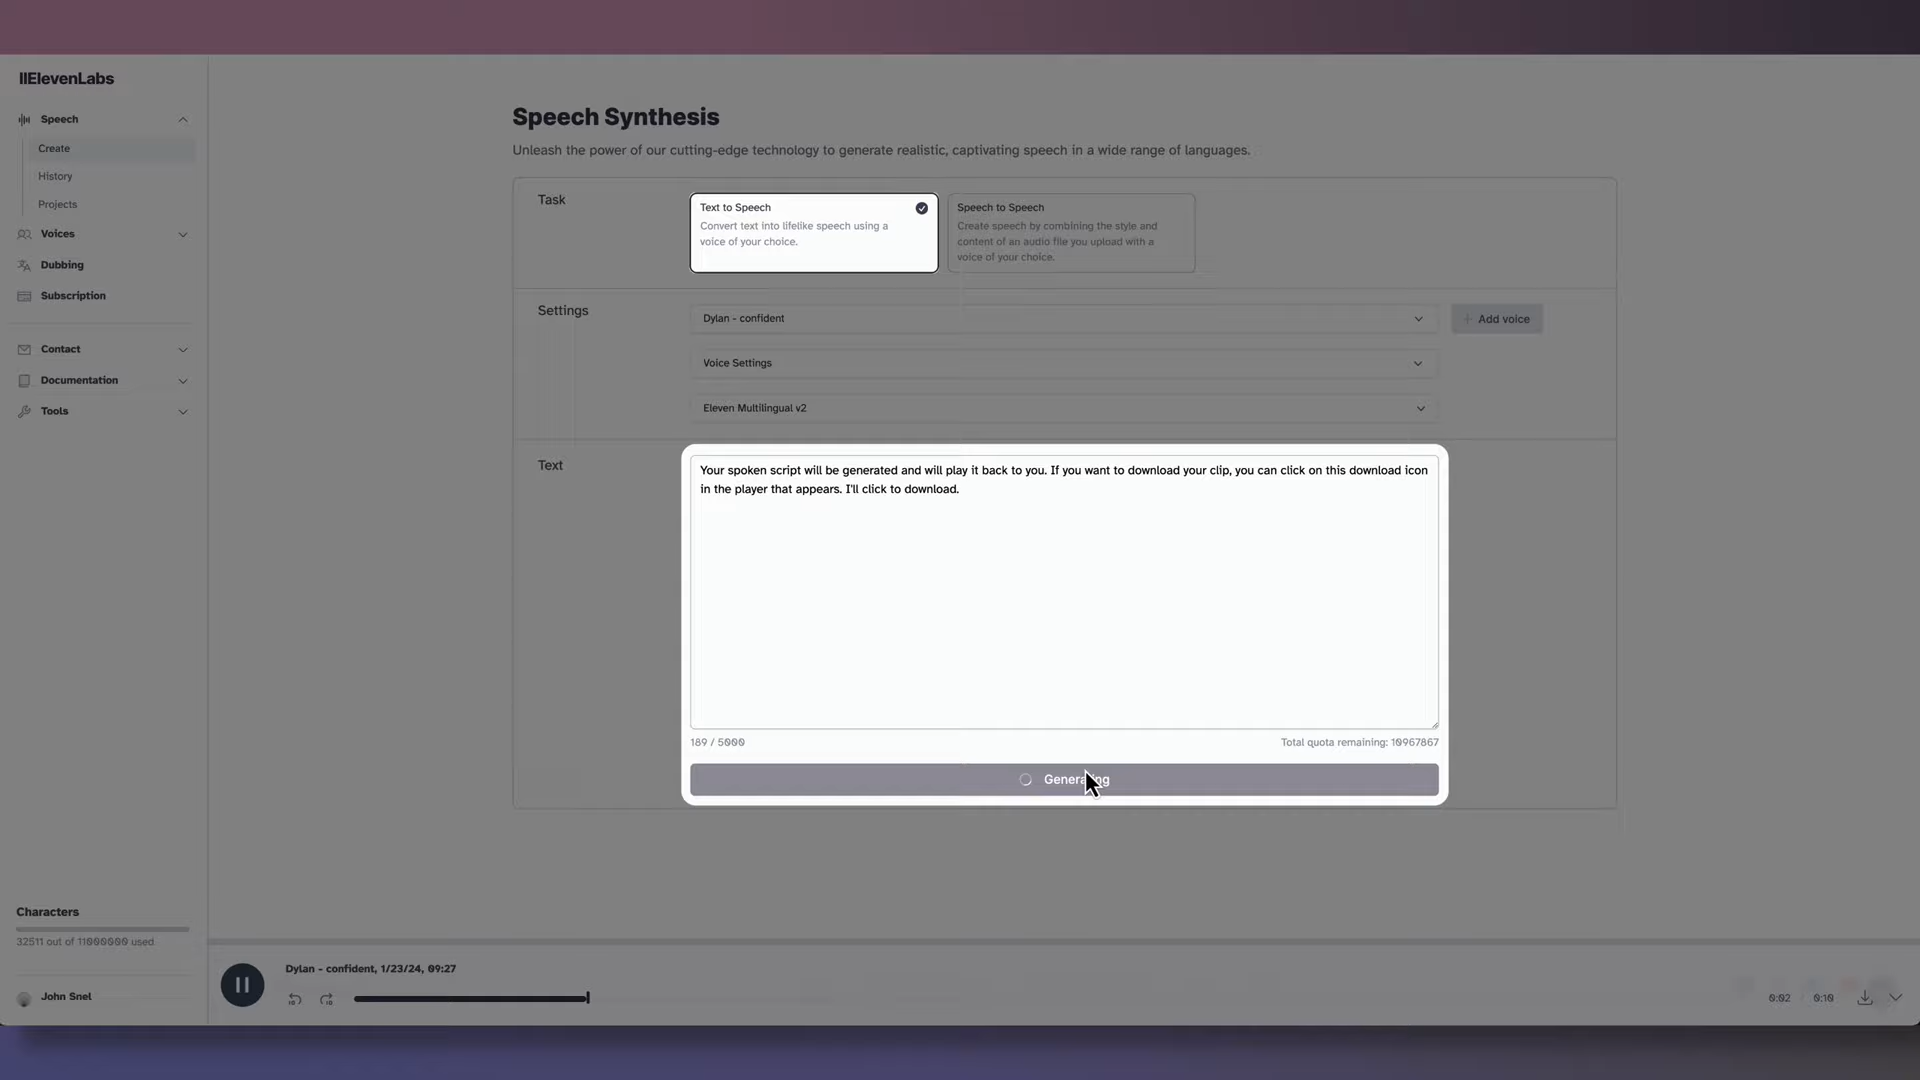 IIElevenLabs
Speech
Create
History
Projects
Voices
Dubbing
Subscription
Contact
Documentation
Tools
Characters
32511 out of 11000000 used
John Snel
Speech Synthesis
Unleash the power of our cutting-edge technology to generate realistic, captivating speech in a wide range of languages.
Task
Text to Speech
Convert text into lifelike speech using a
voice of your choice.
Speech to Speech
Create speech by combining the style and
content of an audio file you upload with a
voice of your choice.
Settings
Dylan - confident
+ Add voice
Voice Settings
Eleven Multilingual v2
Text
Your spoken script will be generated and will play it back to you. If you want to download your clip, you can click on this download icon
in the player that appears. I'll click to download.
189 / 5000
Total quota remaining: 10967867
Generating
Dylan - confident, 1/23/24, 09:27
10
10
0:02 / 0:10